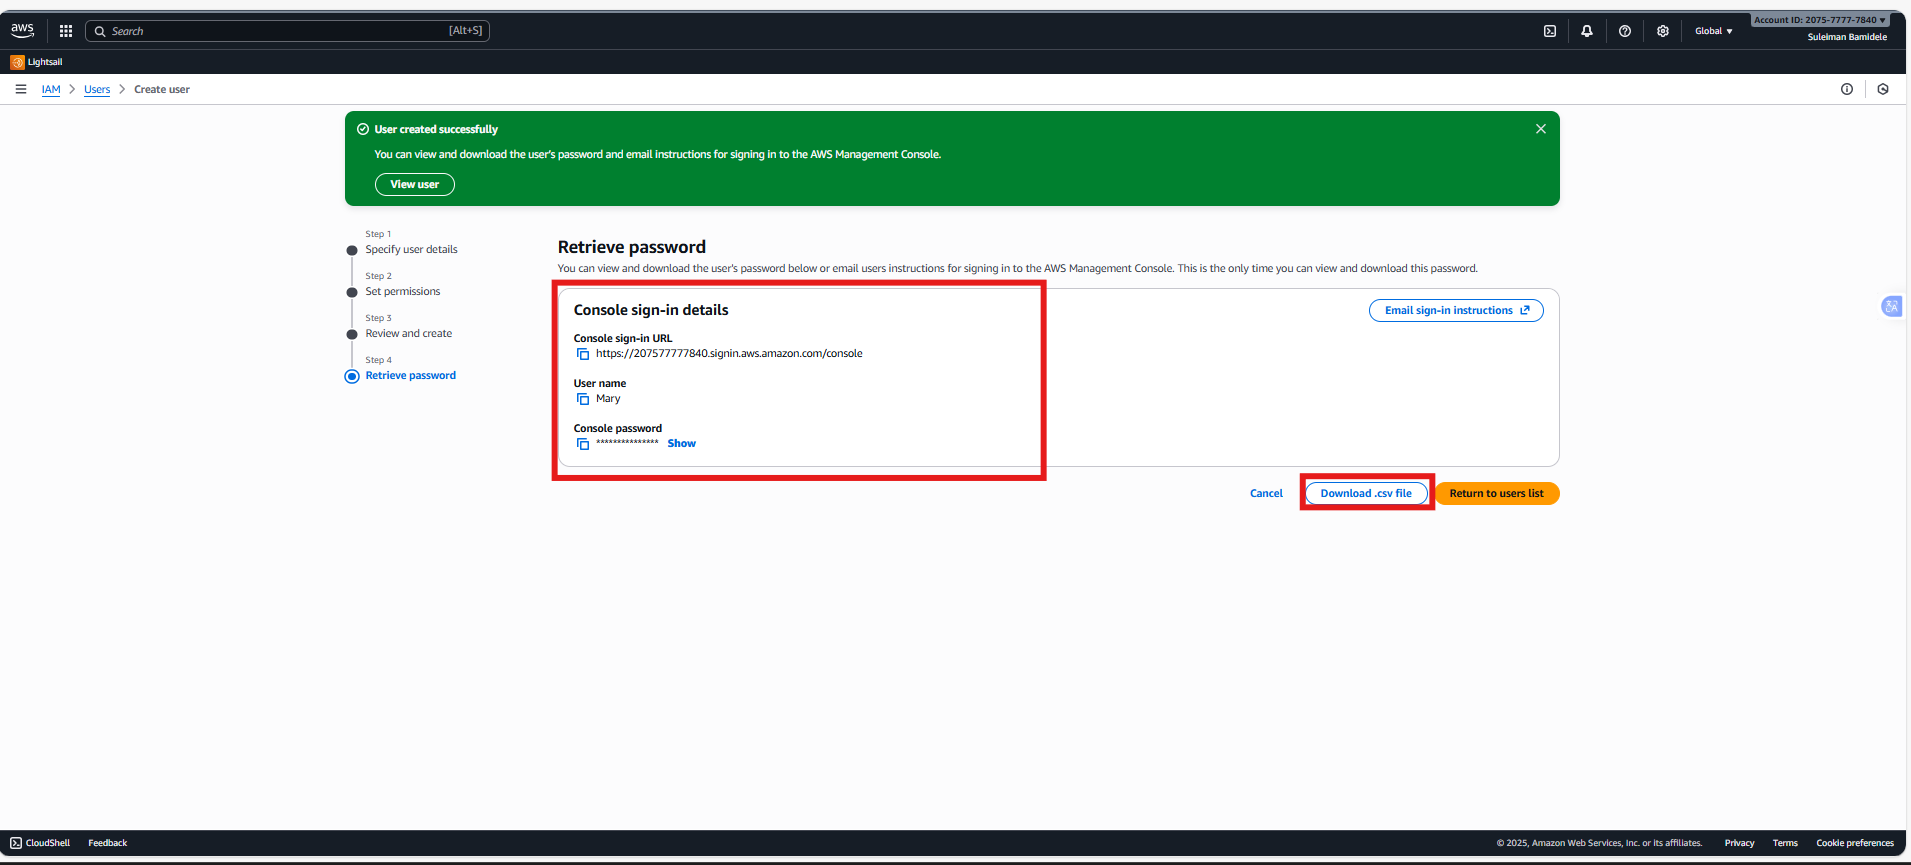 aws
Search [Alt+S]
Global ▼
Account ID: 2075-7777-7840 ▼
Suleiman Bamidele
Lightsail
IAM > Users > Create user
User created successfully
You can view and download the user's password and email instructions for signing in to the AWS Management Console.
View user
Step 1
Specify user details
Step 2
Set permissions
Step 3
Review and create
Step 4
Retrieve password
Retrieve password
You can view and download the user's password below or email users instructions for signing in to the AWS Management Console. This is the only time you can view and download this password.
Console sign-in details
Email sign-in instructions
Console sign-in URL
https://207577777840.signin.aws.amazon.com/console
User name
Mary
Console password
*************** Show
Cancel
Download .csv file
Return to users list
CloudShell Feedback
© 2025, Amazon Web Services, Inc. or its affiliates. Privacy Terms Cookie preferences